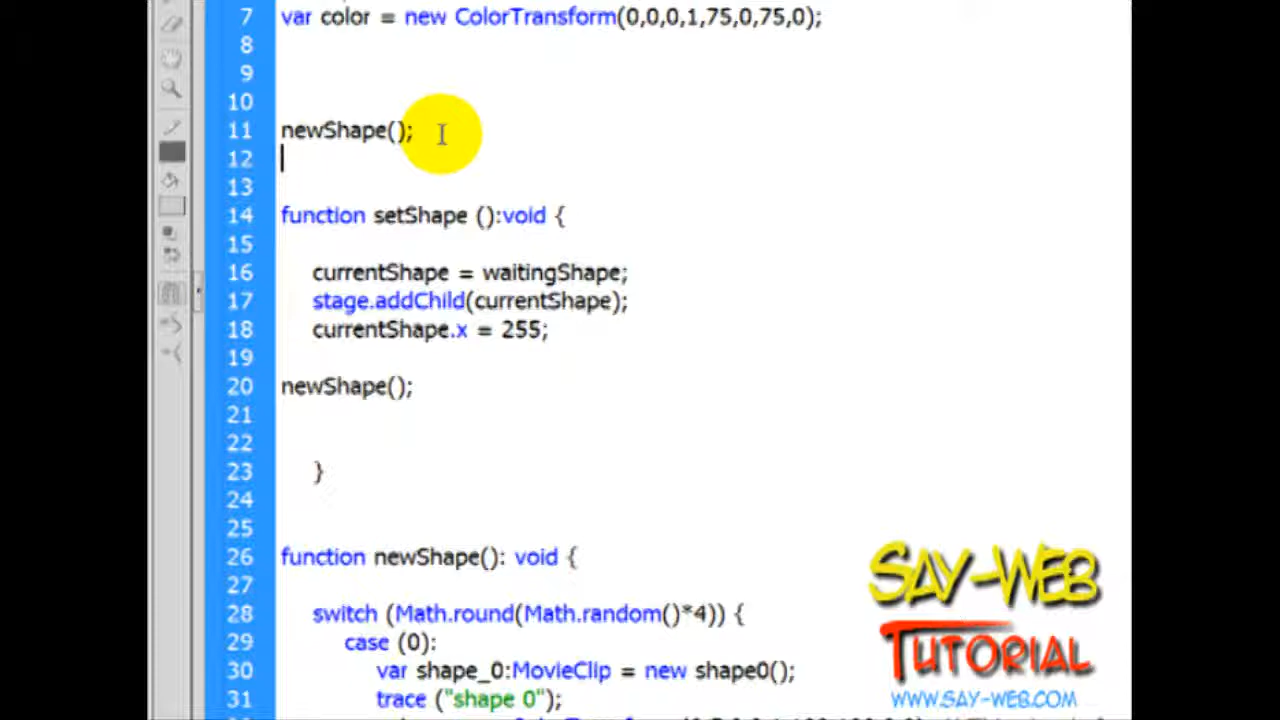 7 var color = new ColorTransform(0,0,0,1,75,0,75,0);
8
9
10
11 newShape();
12
13
14 function setShape ():void {
15
16 currentShape = waitingShape;
17 stage.addChild(currentShape);
18 currentShape.x = 255;
19
20 newShape();
21
22
23 }
24
25
26 function newShape(): void {
27
28 switch (Math.round(Math.random()*4)) {
29 case (0):
30 var shape_0:MovieClip = new shape0();
31 trace ("shape 0");
SAY-WEB
TUTORIAL
WWW.SAY-WEB.COM